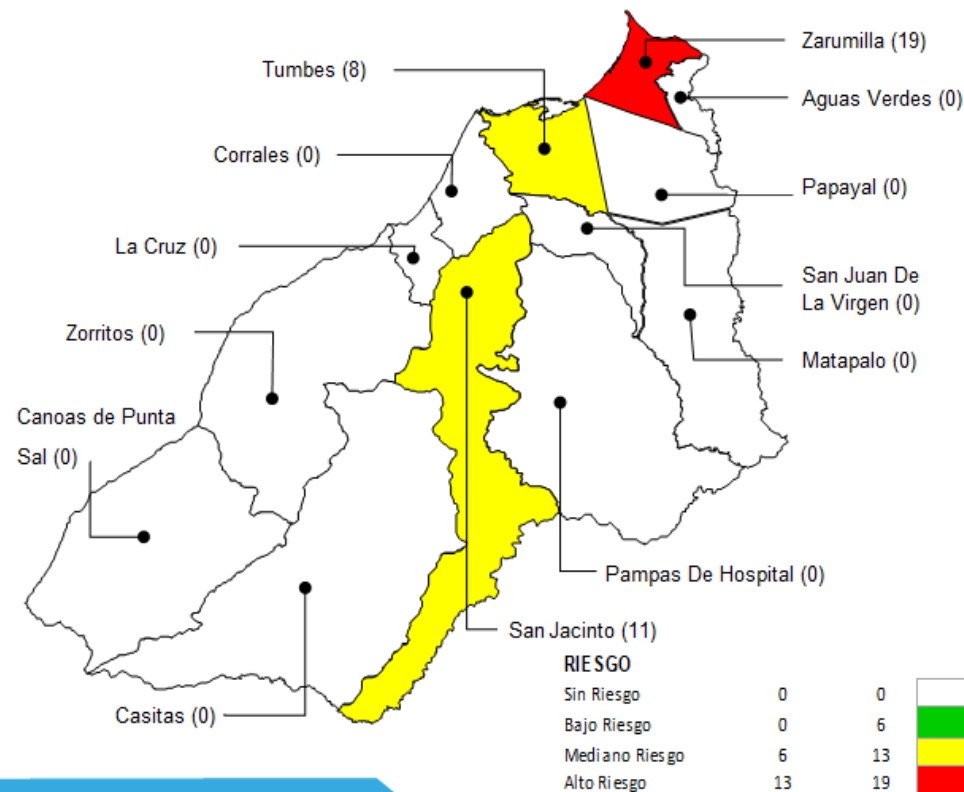 Zarumilla (19)
Tumbes (8)
Aguas Verdes (0)
Corrales (0)
Papayal (0)
La Cruz (0)
San Juan De
La Virgen (0)
Zorritos (0)
Matapalo (0)
Canoas de Punta
Sal (0)
Pampas De Hospital (0)
San Jacinto (11)
Casitas (0)
RIESGO
Sin Riesgo 0 0
Bajo Riesgo 0 6
Mediano Riesgo 6 13
Alto Riesgo 13 19